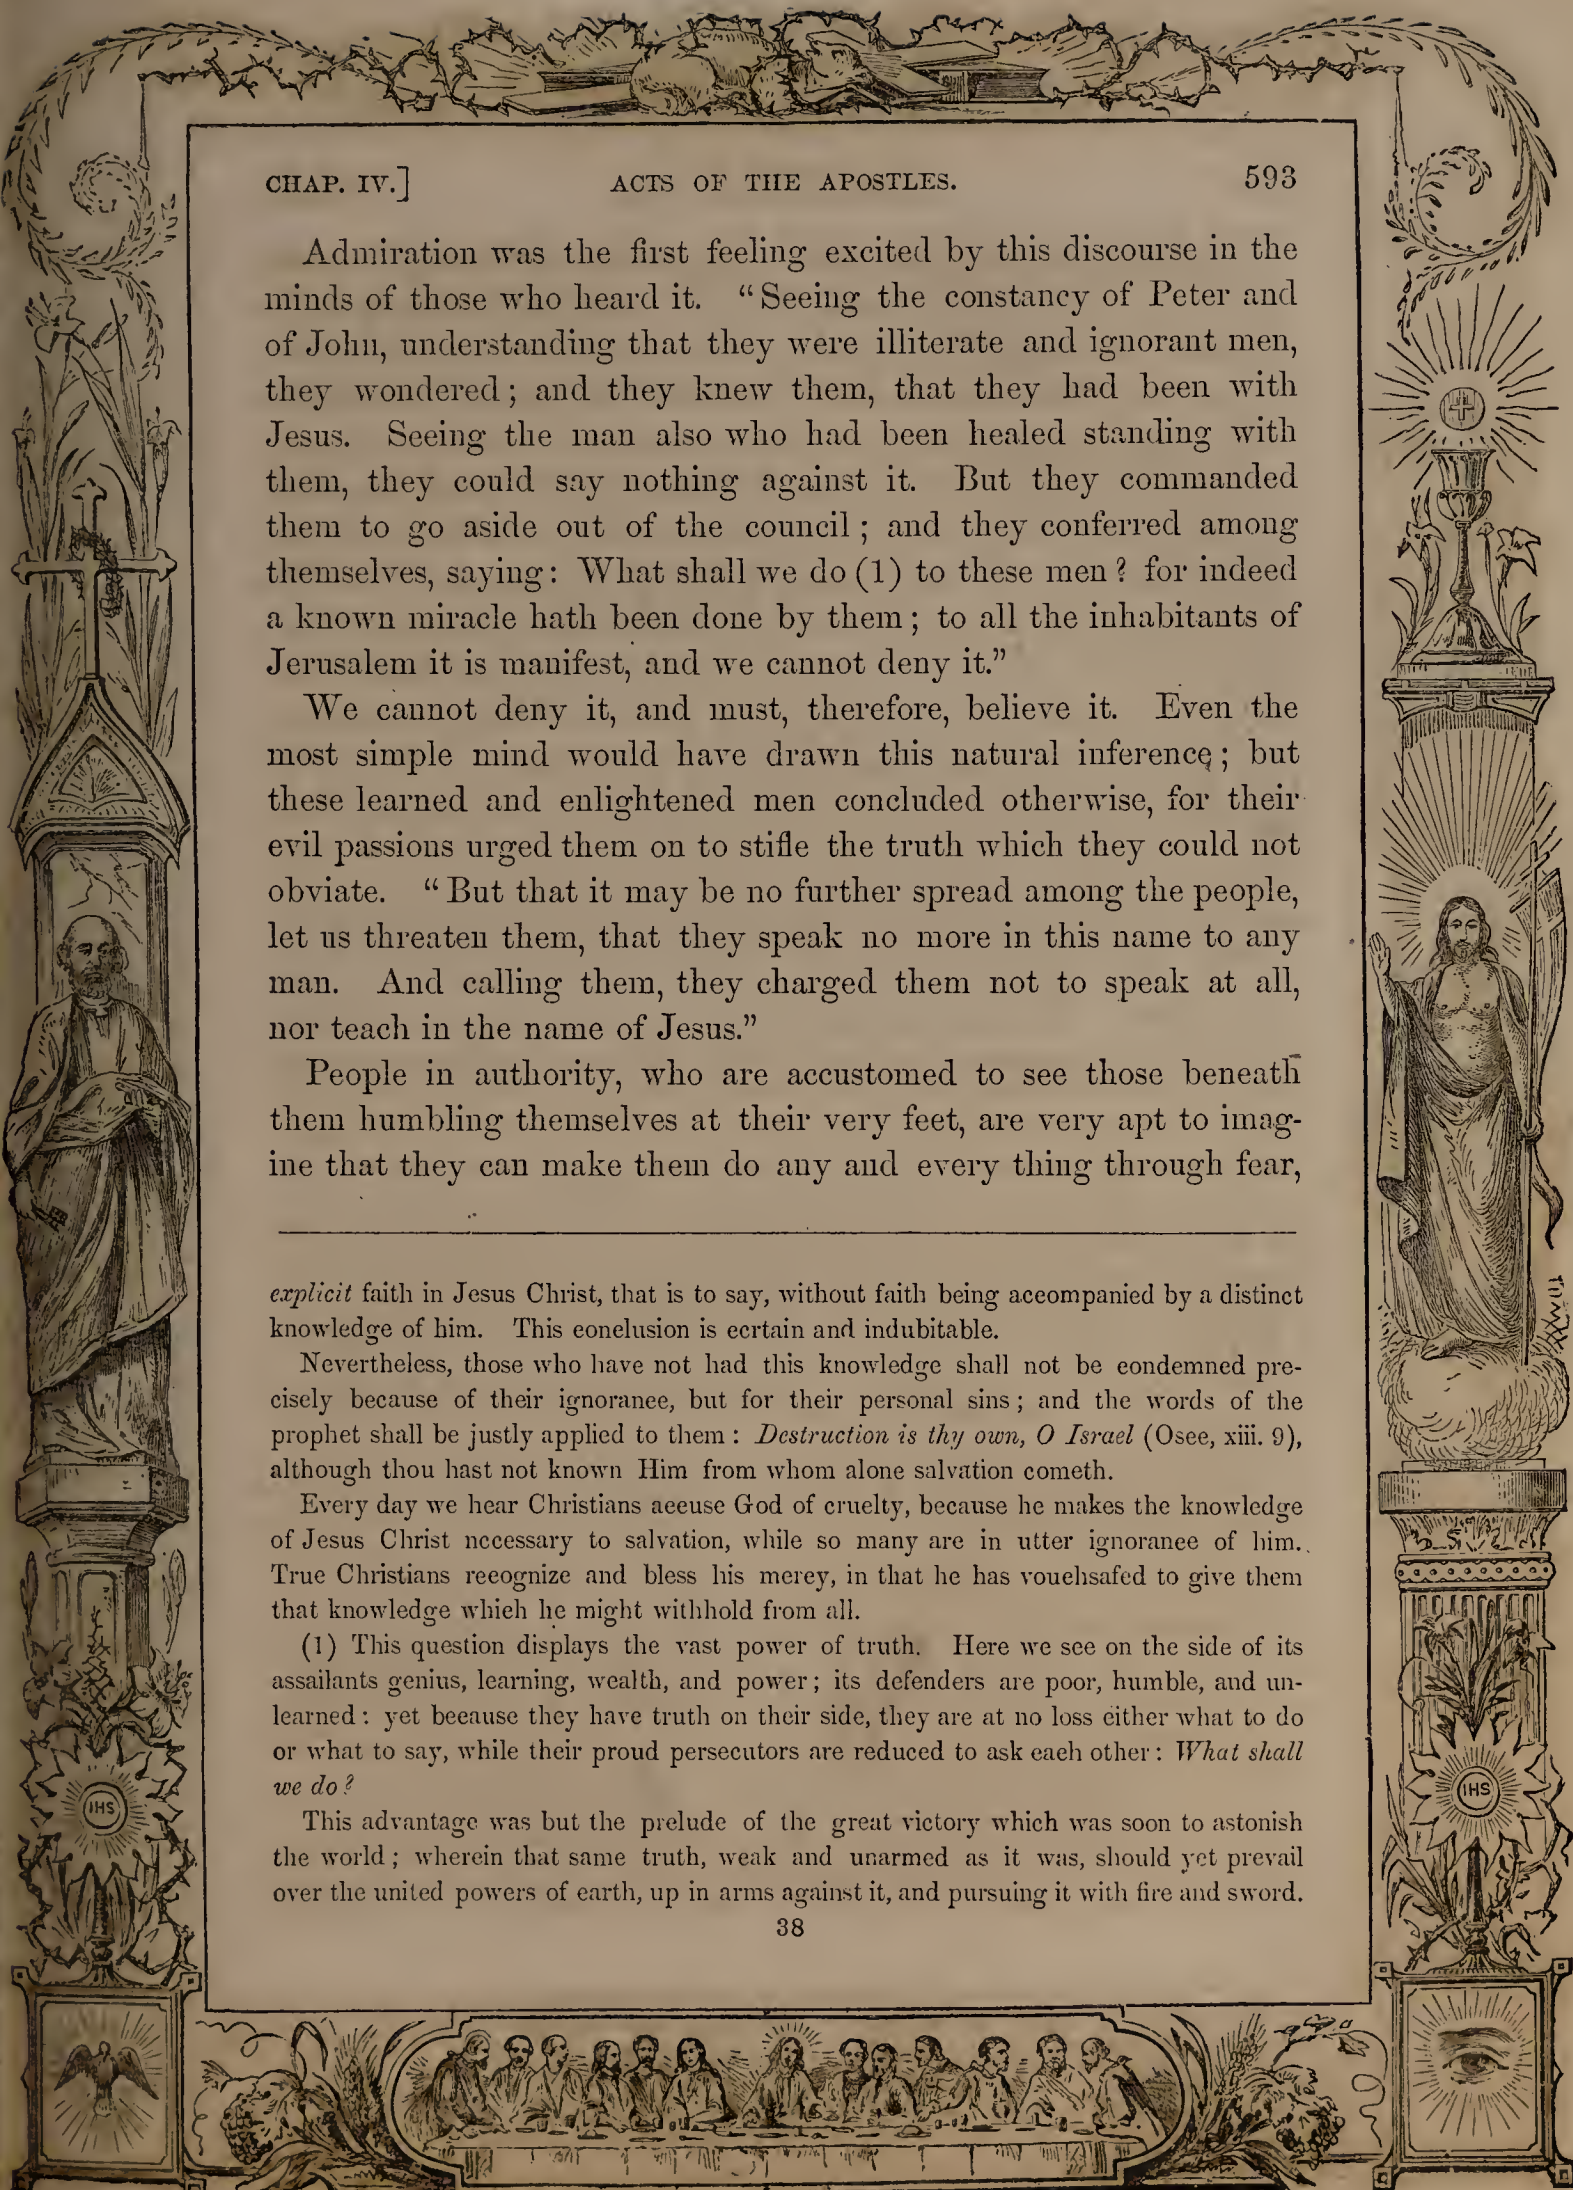 CHAP. IV.] ACTS OF THE APOSTLES. 593
Admiration was the first feeling excited by this discourse in the
minds of those who heard it. “Seeing the constancy of Peter and
of John, understanding that they were illiterate and ignorant men,
they wondered; and they knew them, that they had been with
Jesus. Seeing the man also who had been healed standing with
them, they could say nothing against it. But they commanded
them to go aside out of the council; and they conferred among
themselves, saying: What shall we do (1) to these men? for indeed
a known miracle hath been done by them; to all the inhabitants of
Jerusalem it is manifest, and we cannot deny it.”
We cannot deny it, and must, therefore, believe it. Even the
most simple mind would have drawn this natural inference; but
these learned and enlightened men concluded otherwise, for their
evil passions urged them on to stifle the truth which they could not
obviate. “But that it may be no further spread among the people,
let us threaten them, that they speak no more in this name to any
man. And calling them, they charged them not to speak at all,
nor teach in the name of Jesus.”
People in authority, who are accustomed to see those beneath
them humbling themselves at their very feet, are very apt to imag-
ine that they can make them do any and every thing through fear,
explicit faith in Jesus Christ, that is to say, without faith being accompanied by a distinct
knowledge of him. This conclusion is certain and indubitable.
Nevertheless, those who have not had this knowledge shall not be condemned pre-
cisely because of their ignorance, but for their personal sins; and the words of the
prophet shall be justly applied to them: Destruction is thy own, O Israel (Osee, xiii. 9),
although thou hast not known Him from whom alone salvation cometh.
Every day we hear Christians accuse God of cruelty, because he makes the knowledge
of Jesus Christ necessary to salvation, while so many are in utter ignorance of him.
True Christians recognize and bless his mercy, in that he has vouchsafed to give them
that knowledge which he might withhold from all.
(1) This question displays the vast power of truth. Here we see on the side of its
assailants genius, learning, wealth, and power; its defenders are poor, humble, and un-
learned: yet because they have truth on their side, they are at no loss either what to do
or what to say, while their proud persecutors are reduced to ask each other: What shall
we do?
This advantage was but the prelude of the great victory which was soon to astonish
the world; wherein that same truth, weak and unarmed as it was, should yet prevail
over the united powers of earth, up in arms against it, and pursuing it with fire and sword.
38
IHS
IHS